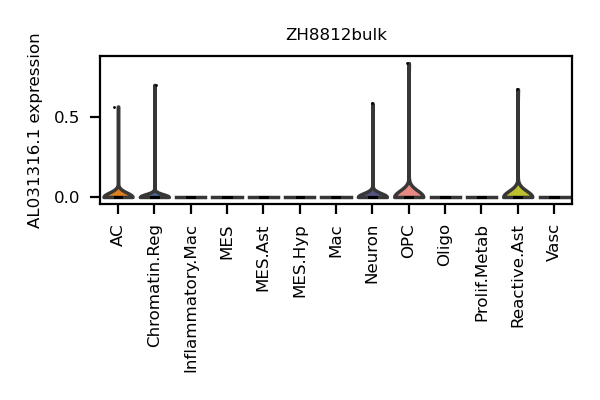 ZH8812bulk
AL031316.1 expression
0.5
0.0
AC
Chromatin.Reg
Inflammatory.Mac
MES
MES.Ast
MES.Hyp
Mac
Neuron
OPC
Oligo
Prolif.Metab
Reactive.Ast
Vasc